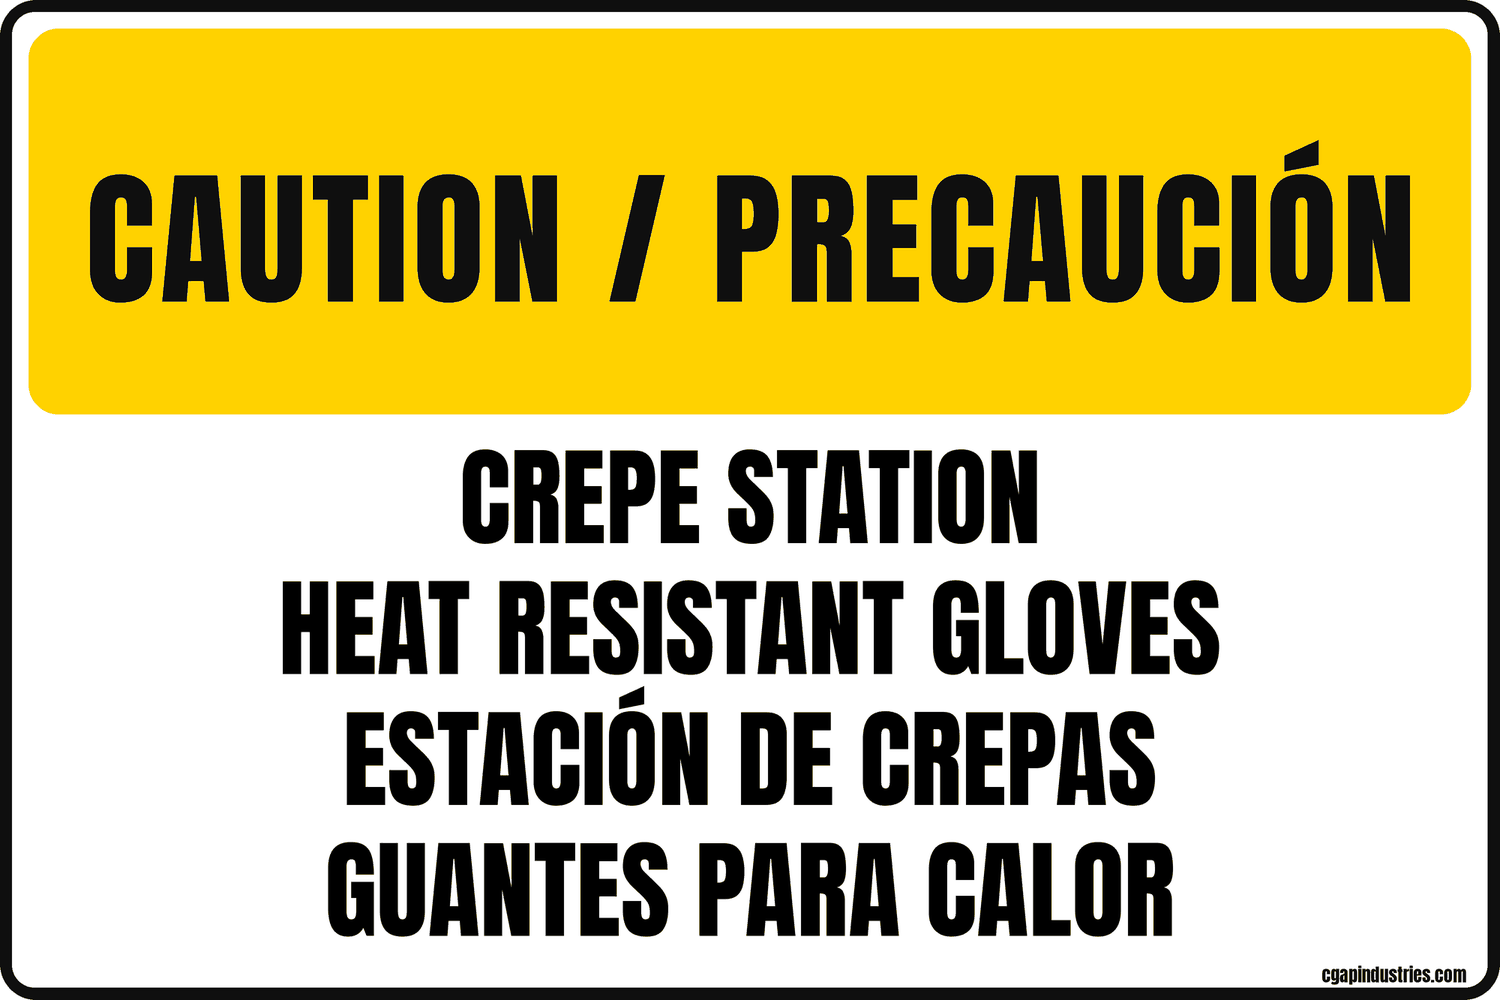 CAUTION / PRECAUCIÓN
CREPE STATION
HEAT RESISTANT GLOVES
ESTACIÓN DE CREPAS
GUANTES PARA CALOR
cgapindustries.com